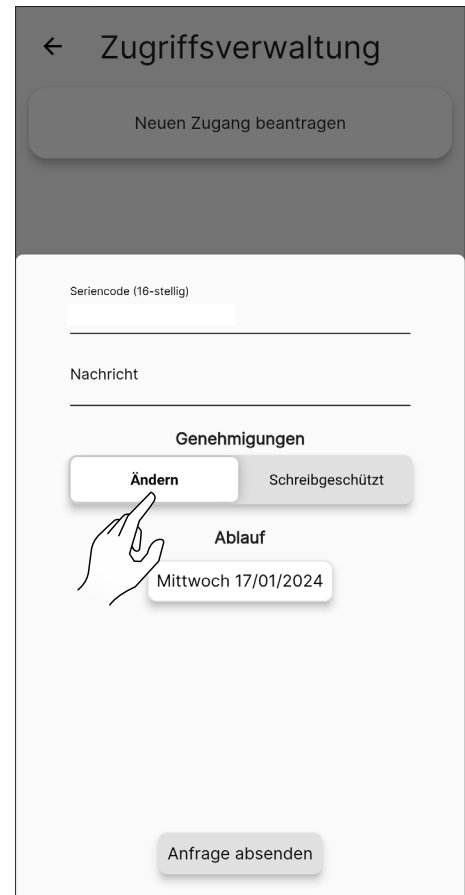 Zugriffsverwaltung
Neuen Zugang beantragen
Seriencode (16-stellig)
Nachricht
Genehmigungen
Ändern Schreibgeschützt
Ablauf
Mittwoch 17/01/2024
Anfrage absenden